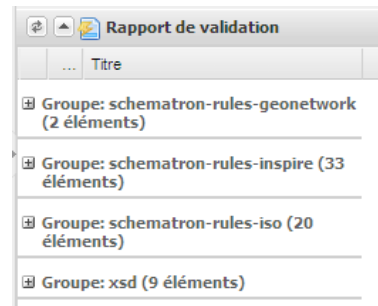 Rapport de validation
... Titre
Groupe: schematron-rules-geonetwork
(2 éléments)
Groupe: schematron-rules-inspire (33
éléments)
Groupe: schematron-rules-iso (20
éléments)
Groupe: xsd (9 éléments)